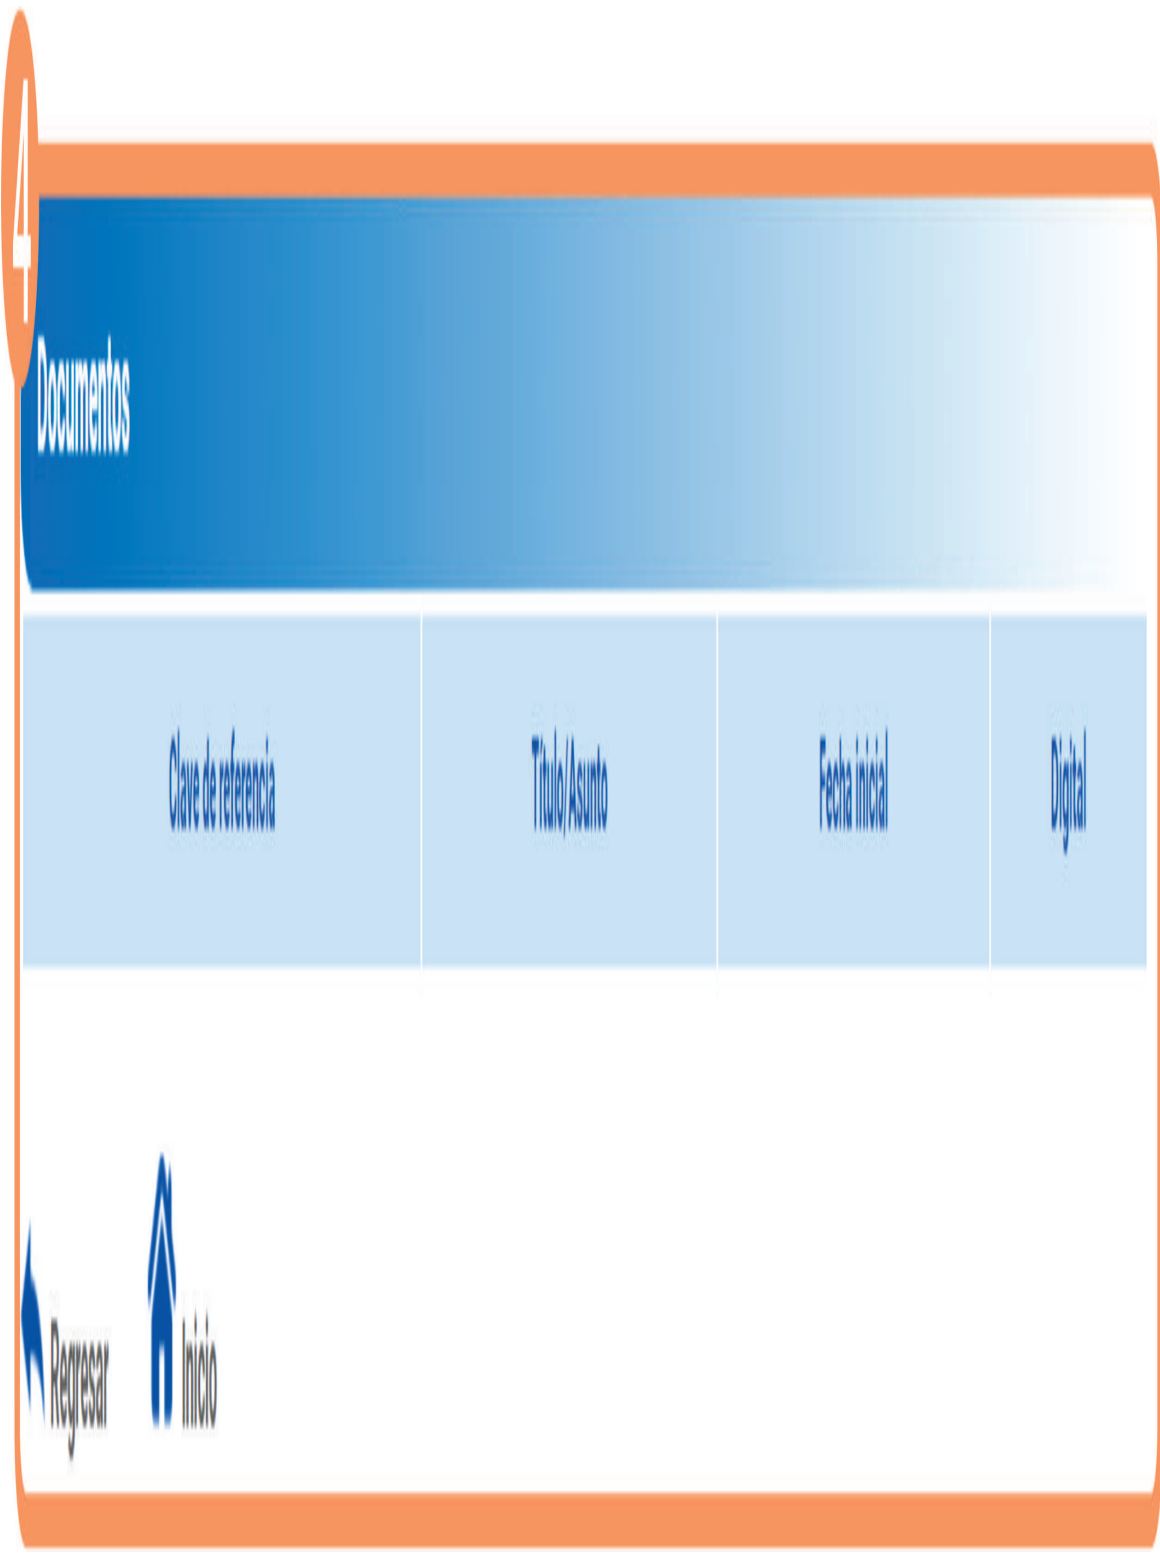 4
Documentos
Clave de referencia Título/Asunto Fecha inicial Digital
Regresar Inicio